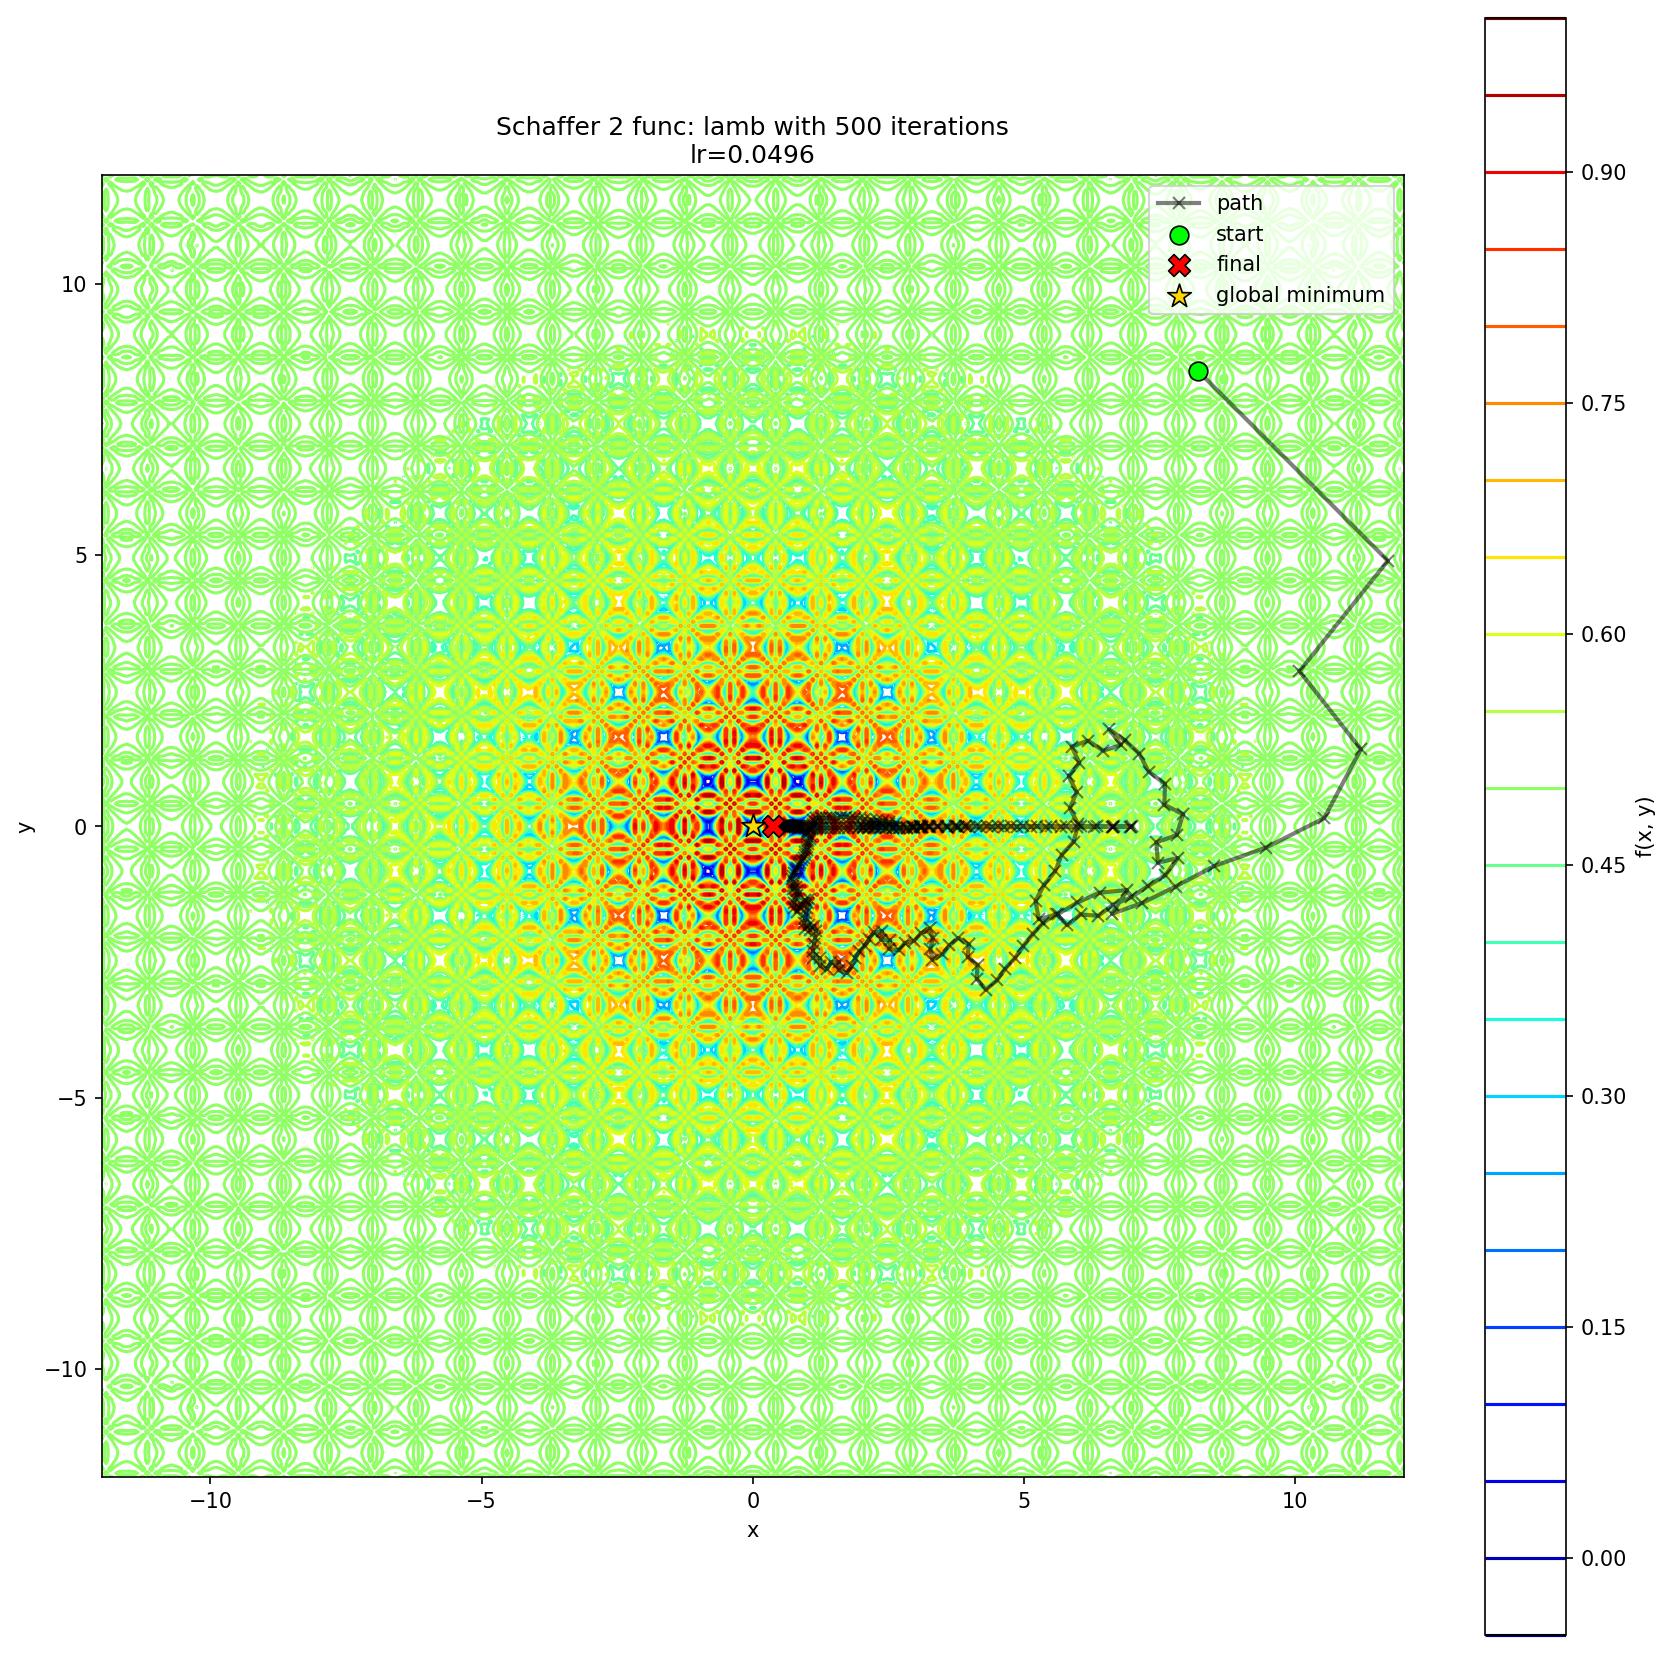 Schaffer 2 func: lamb with 500 iterations
lr=0.0496
path
start
final
global minimum
10
5
0
−5
−10
y
−10
−5
0
5
10
x
0.90
0.75
0.60
0.45
0.30
0.15
0.00
f(x, y)